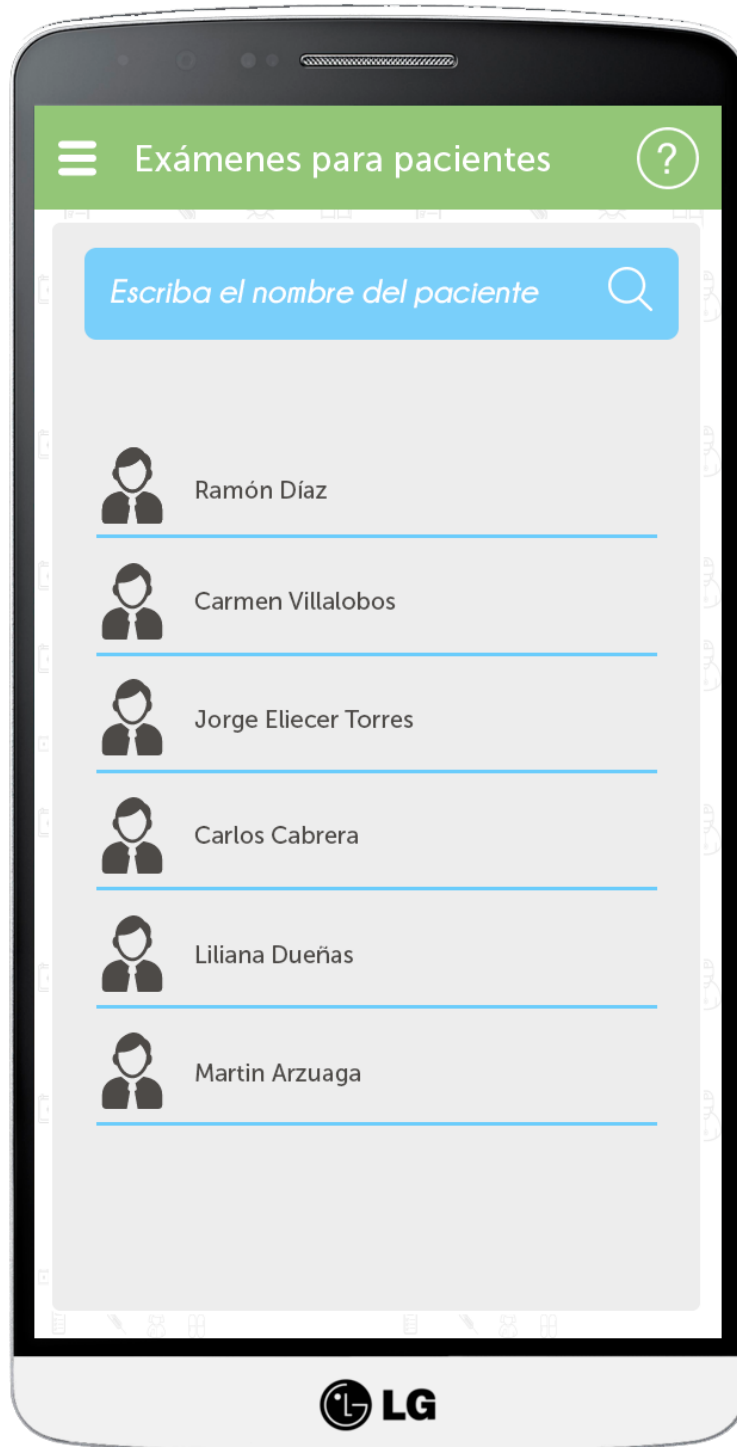 Exámenes para pacientes
?
Escriba el nombre del paciente
Ramón Díaz
Carmen Villalobos
Jorge Eliecer Torres
Carlos Cabrera
Liliana Dueñas
Martin Arzuaga
LG